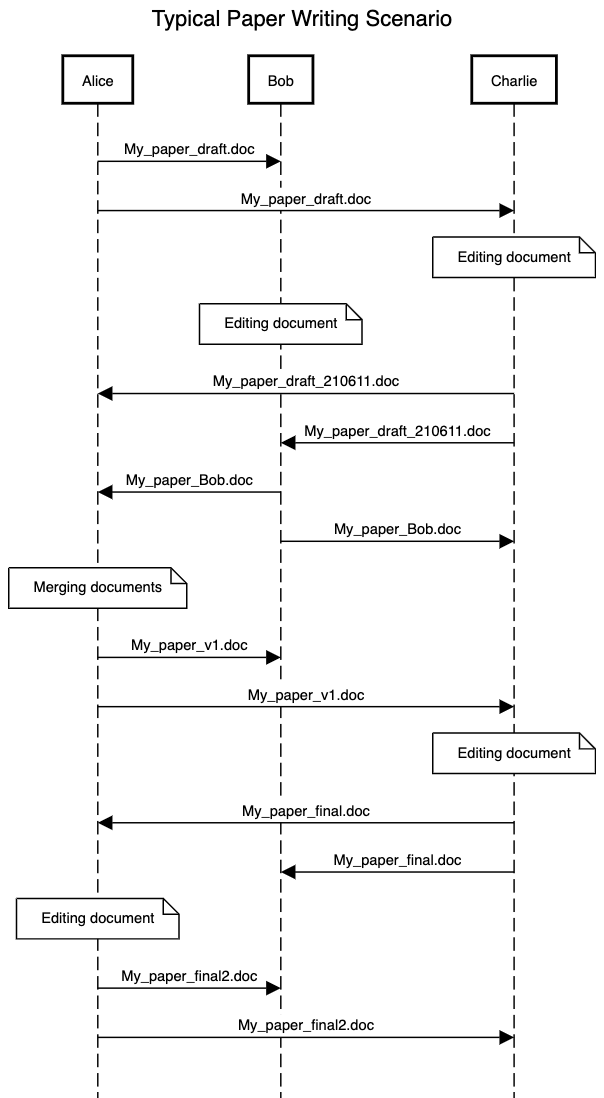 Typical Paper Writing Scenario
Alice
Bob
Charlie
My_paper_draft.doc
My_paper_draft.doc
Editing document
Editing document
My_paper_draft_210611.doc
My_paper_draft_210611.doc
My_paper_Bob.doc
My_paper_Bob.doc
Merging documents
My_paper_v1.doc
My_paper_v1.doc
Editing document
My_paper_final.doc
My_paper_final.doc
Editing document
My_paper_final2.doc
My_paper_final2.doc